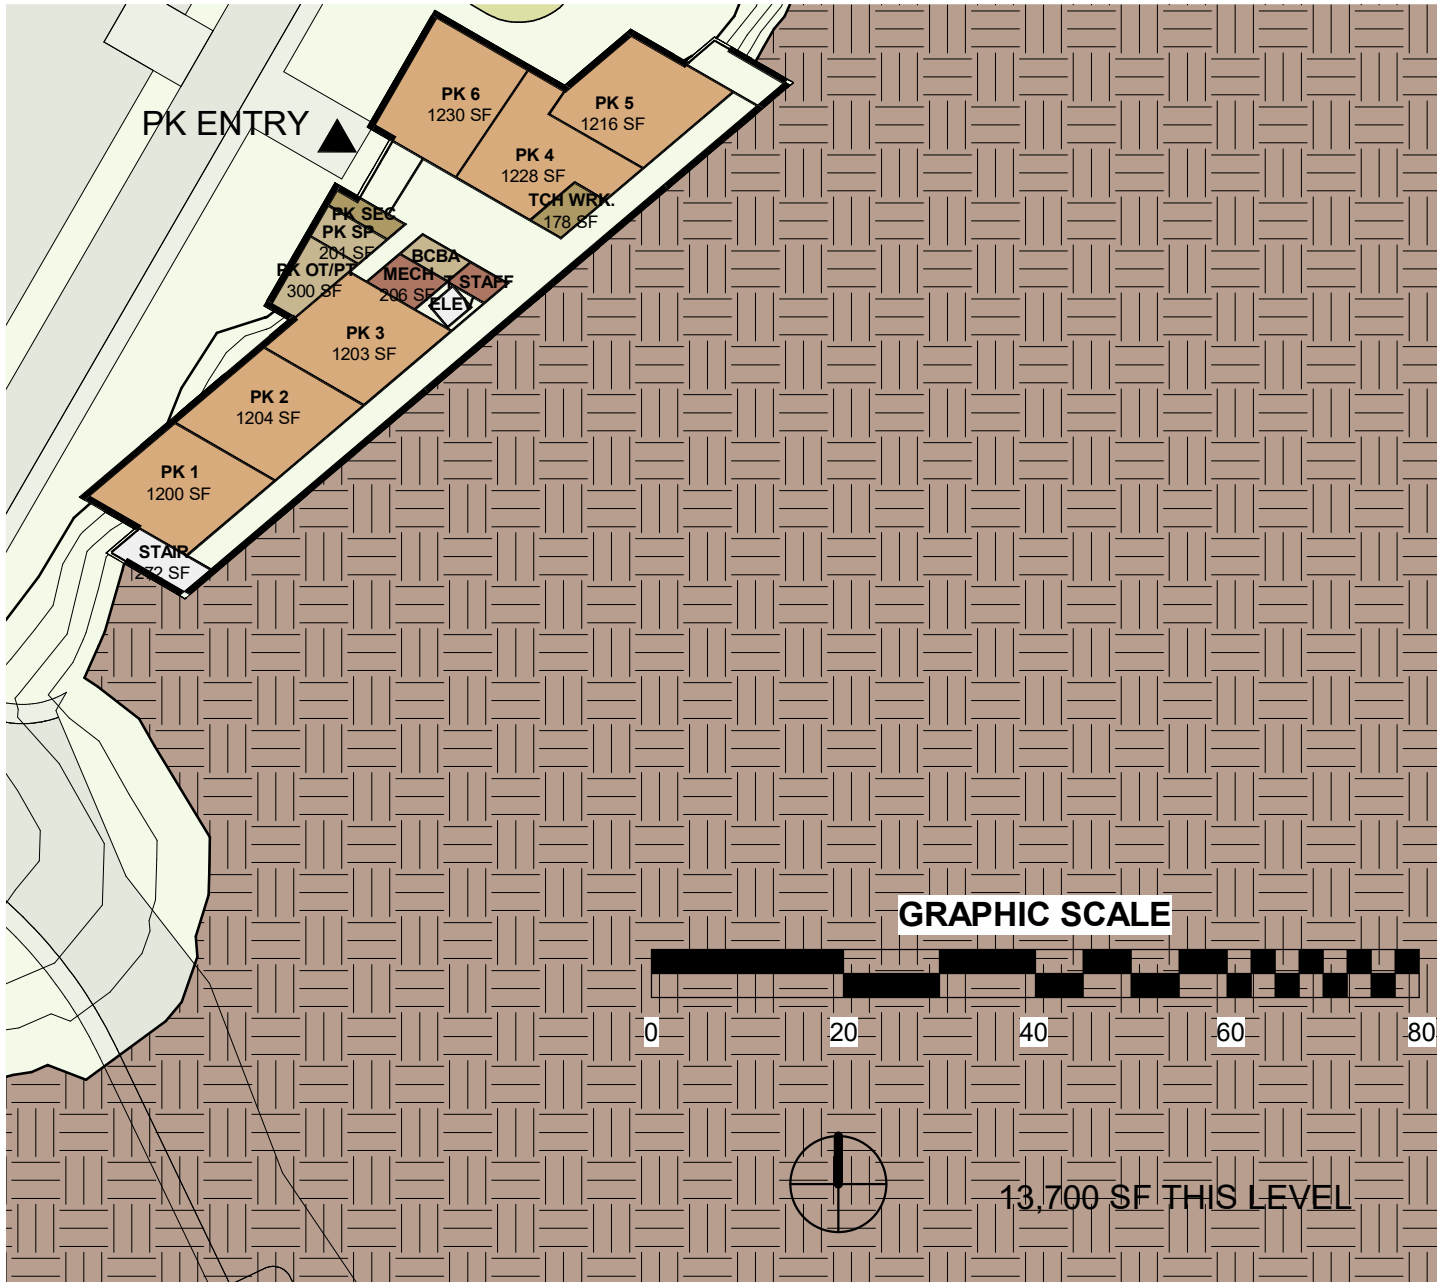 PK 6
1230 SF
PK 5
1216 SF
PK ENTRY
PK 4
1228 SF
TCH WRK.
178 SF
PK SEC
PK SP
201 SF
PK OT/PT
300 SF
BCBA
MECH
206 SF
T STAFF
ELEV
PK 3
1203 SF
PK 2
1204 SF
PK 1
1200 SF
STAIR
272 SF
GRAPHIC SCALE
0 20 40 60 80
13,700 SF THIS LEVEL